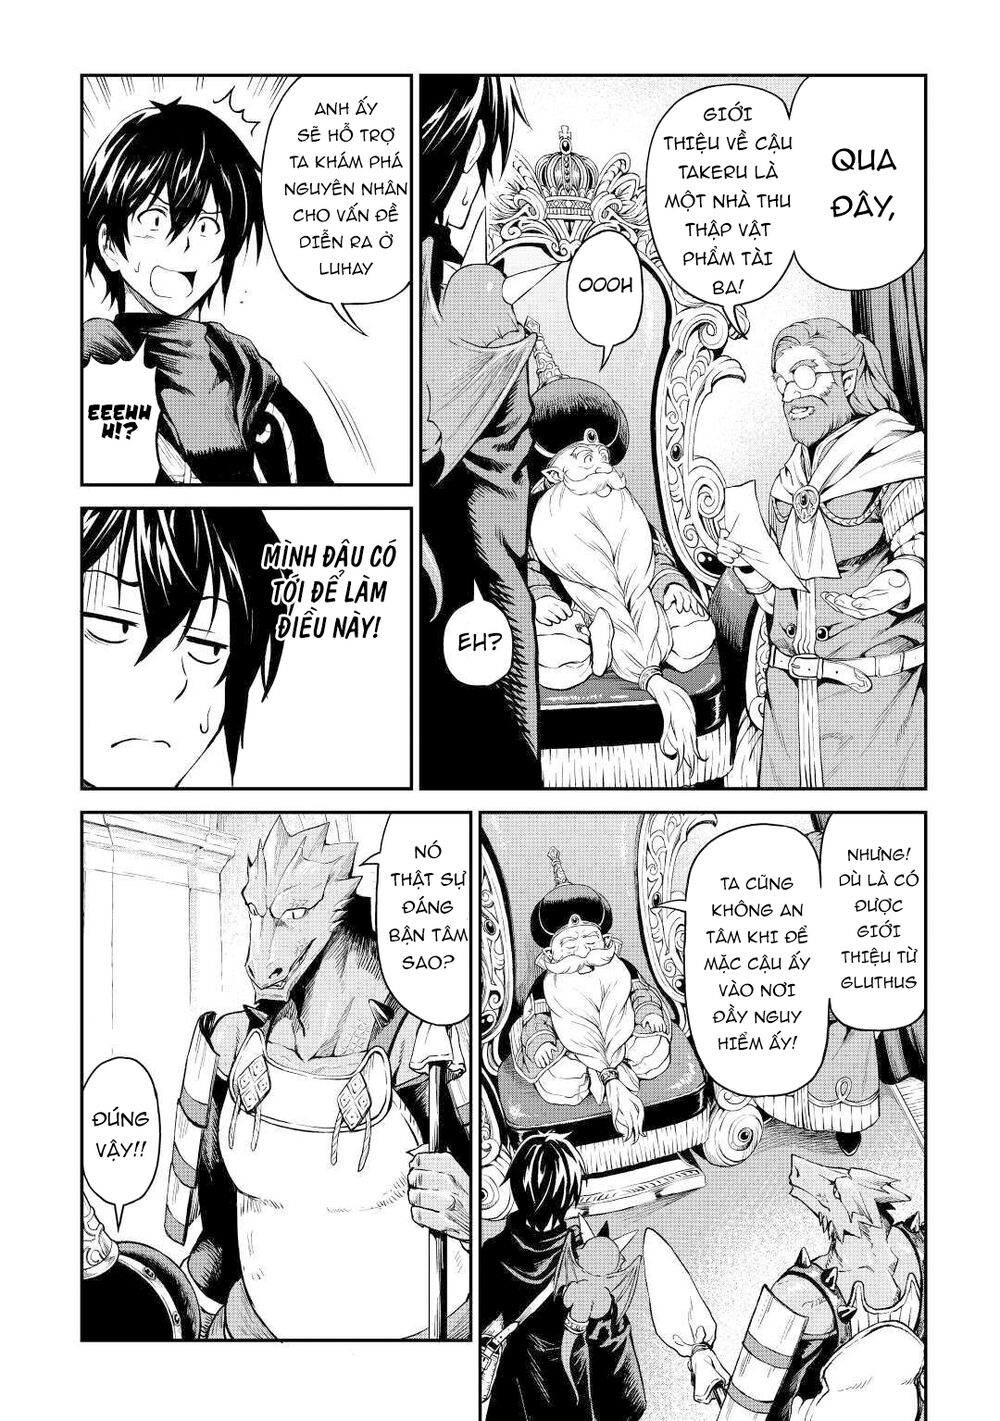 QUA
ĐÂY,
GIỚI
THIỆU VỀ CẬU
TAKERU LÀ
MỘT NHÀ THU
THẬP VẬT
PHẨM TÀI
BA!
OOOH
EH?
ANH ẤY
SẼ HỖ TRỢ
TA KHÁM PHÁ
NGUYÊN NHÂN
CHO VẤN ĐỀ
DIỄN RA Ở
LUHAY
EEEHH
H!?
MÌNH ĐÂU CÓ
TỚI ĐỂ LÀM
ĐIỀU NÀY!
NHƯNG!
DÙ LÀ CÓ
ĐƯỢC
GIỚI
THIỆU TỪ
GLUTHUS
TA CŨNG
KHÔNG AN
TÂM KHI ĐỂ
MẶC CẬU ẤY
VÀO NƠI
ĐẦY NGUY
HIỂM ẤY!
NÓ
THẬT SỰ
ĐÁNG
BẬN TÂM
SAO?
ĐÚNG
VẬY!!